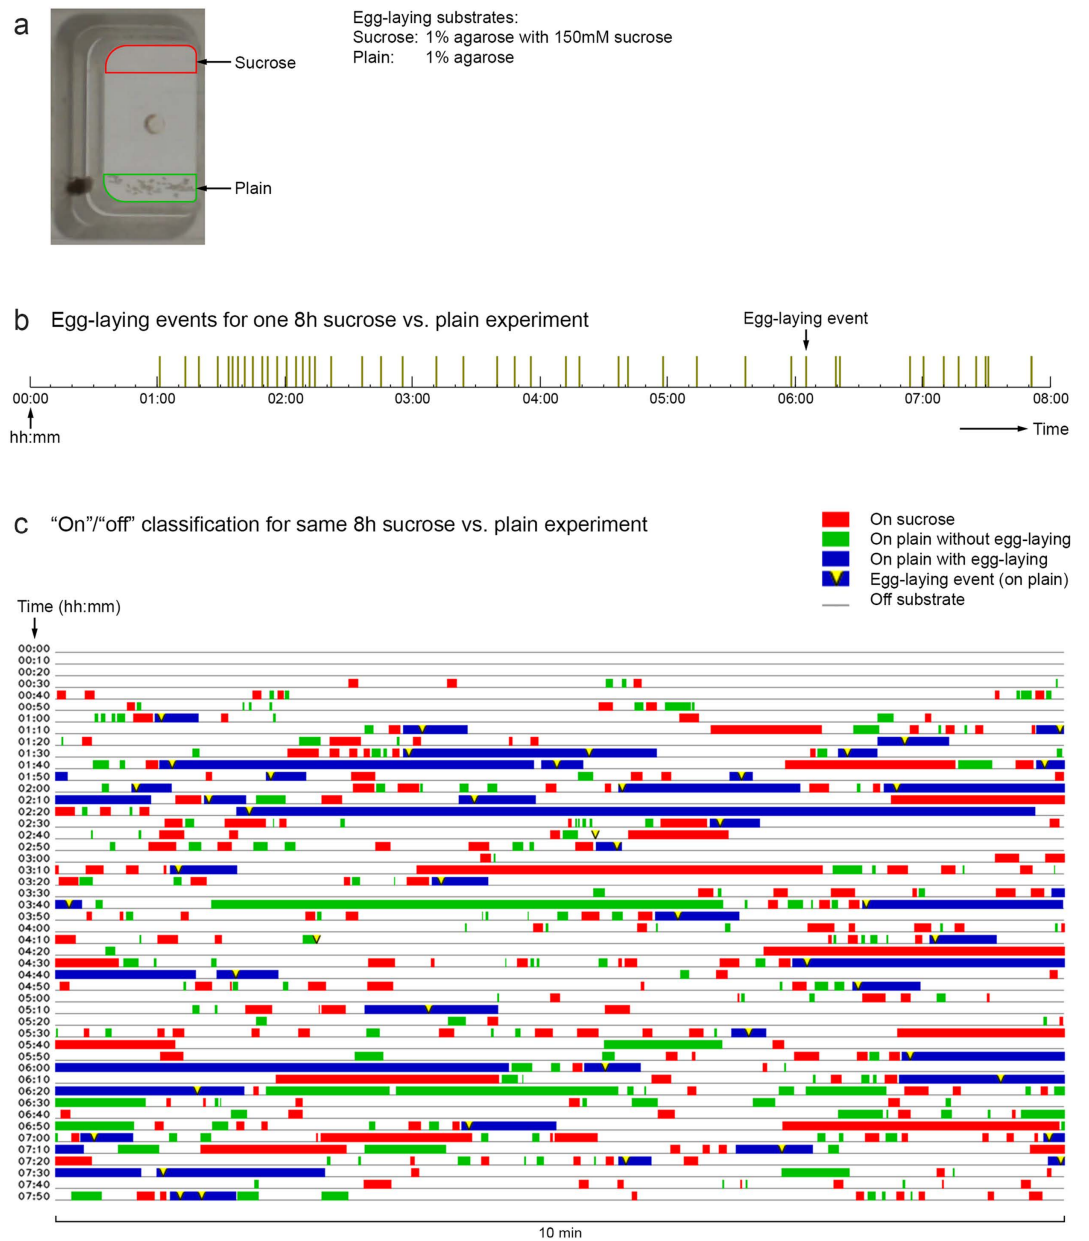 a
Egg-laying substrates:
Sucrose: 1% agarose with 150mM sucrose
Plain: 1% agarose
Sucrose
Plain
b Egg-laying events for one 8h sucrose vs. plain experiment
Egg-laying event
00:00 01:00 02:00 03:00 04:00 05:00 06:00 07:00 08:00
hh:mm
Time
c "On"/"off" classification for same 8h sucrose vs. plain experiment
On sucrose
On plain without egg-laying
On plain with egg-laying
Egg-laying event (on plain)
Off substrate
Time (hh:mm)
00:00
00:10
00:20
00:30
00:40
00:50
01:00
01:10
01:20
01:30
01:40
01:50
02:00
02:10
02:20
02:30
02:40
02:50
03:00
03:10
03:20
03:30
03:40
03:50
04:00
04:10
04:20
04:30
04:40
04:50
05:00
05:10
05:20
05:30
05:40
05:50
06:00
06:10
06:20
06:30
06:40
06:50
07:00
07:10
07:20
07:30
07:40
07:50
10 min